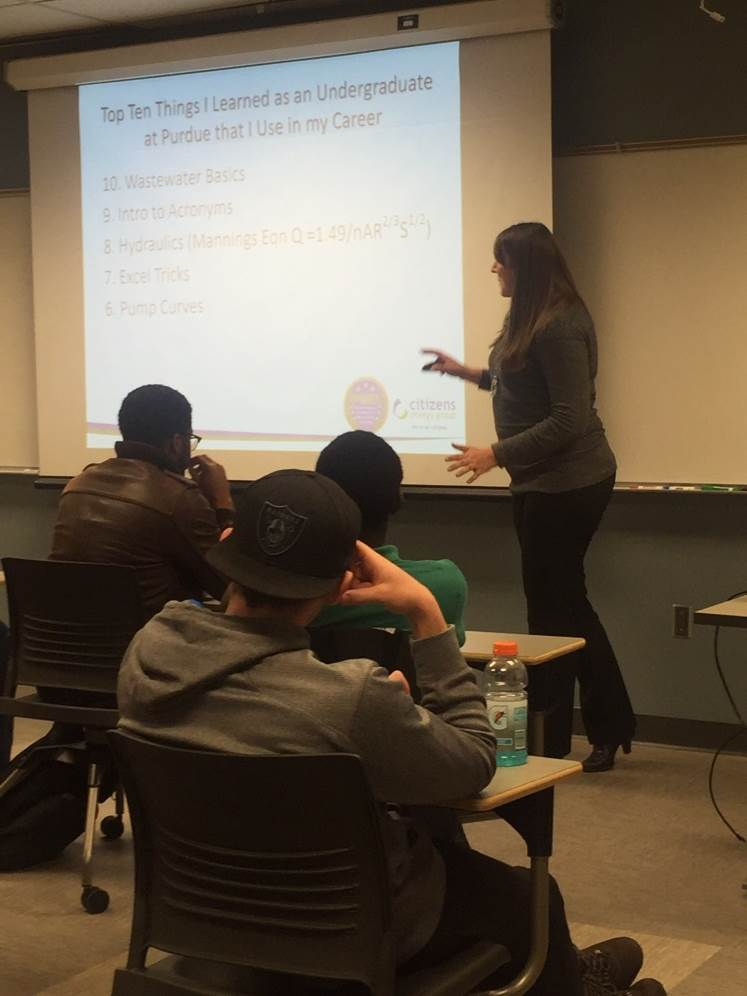 Top Ten Things I Learned as an Undergraduate
at Purdue that I Use in my Career
10. Wastewater Basics
9. Intro to Acronyms
8. Hydraulics (Mannings Eqn Q =1.49/nAR^2/3 S^1/2)
7. Excel Tricks
6. Pump Curves
citizens
energy group